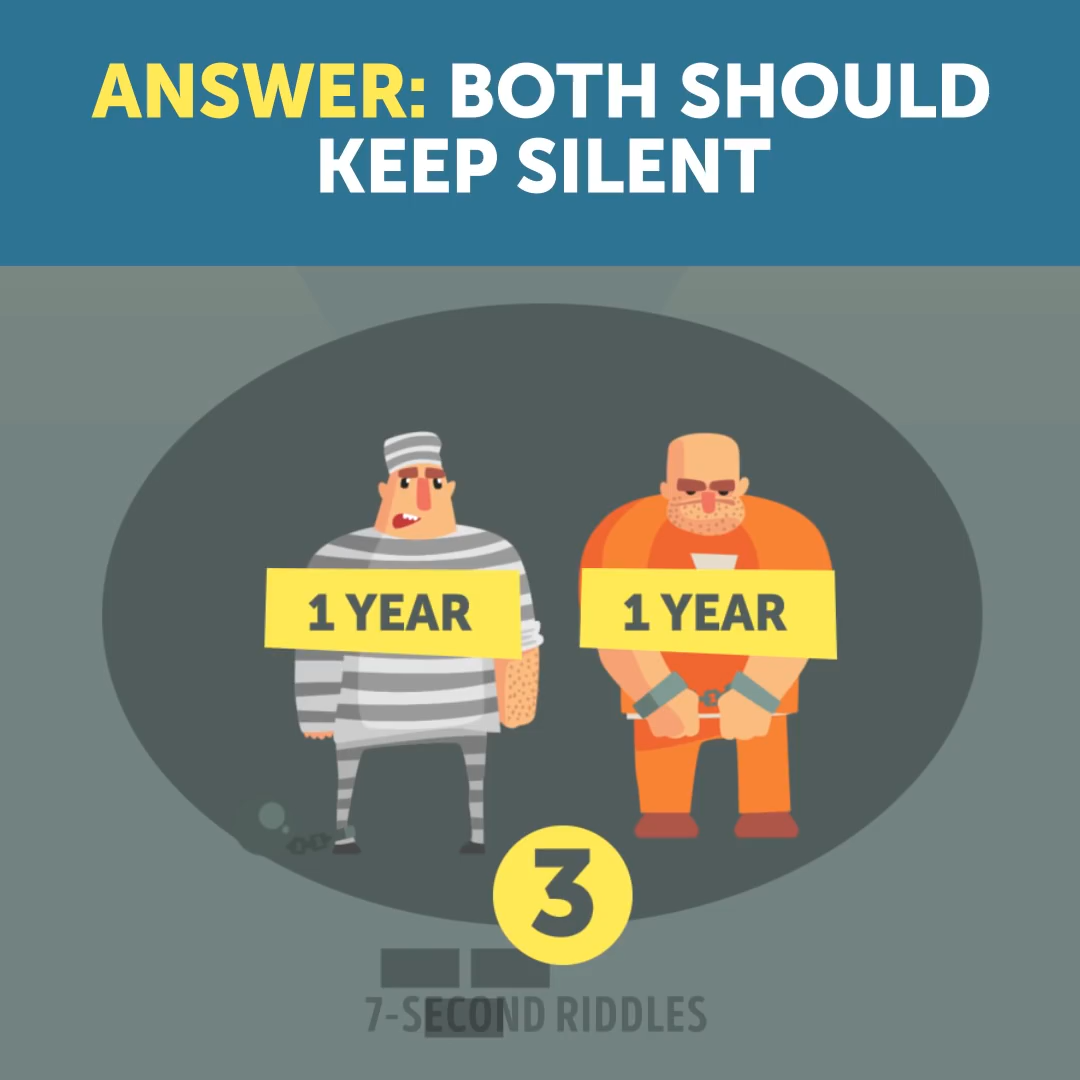 ANSWER: BOTH SHOULD
KEEP SILENT
1 YEAR
1 YEAR
3
7-SECOND RIDDLES